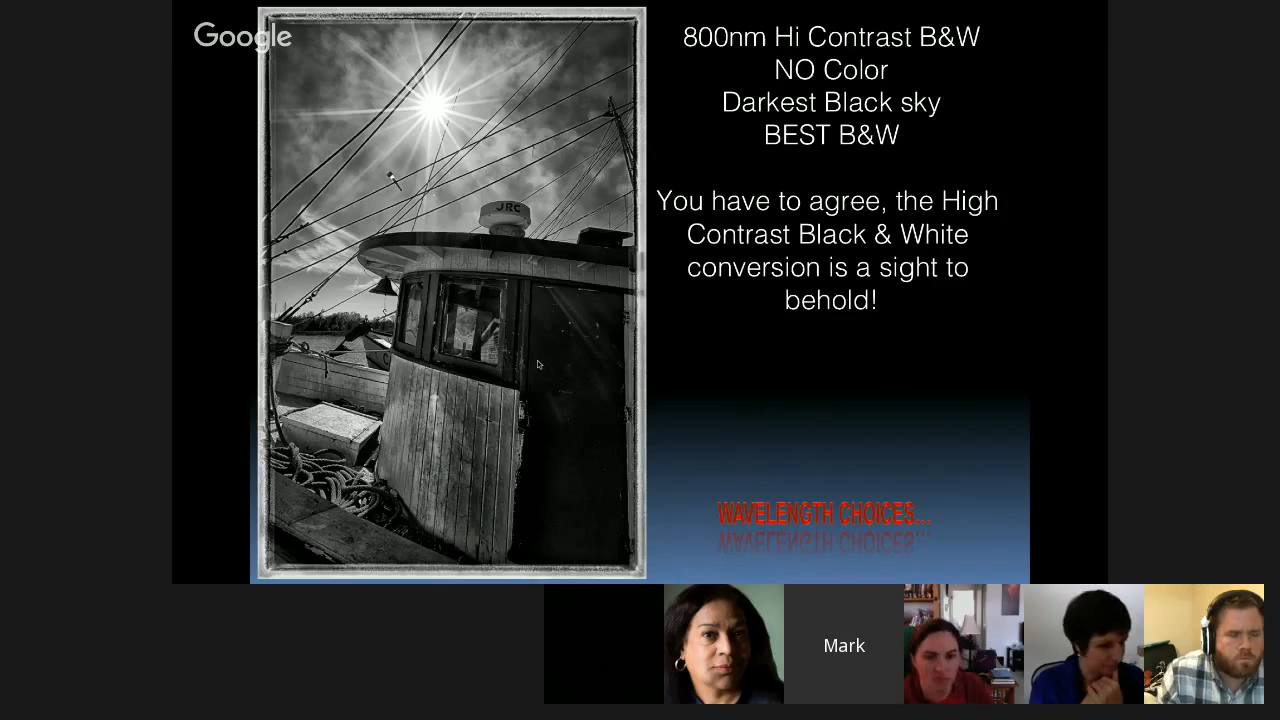 Google
800nm Hi Contrast B&W
NO Color
Darkest Black sky
BEST B&W
You have to agree, the High
Contrast Black & White
conversion is a sight to
behold!
JRC
WAVELENGTH CHOICES...
Mark